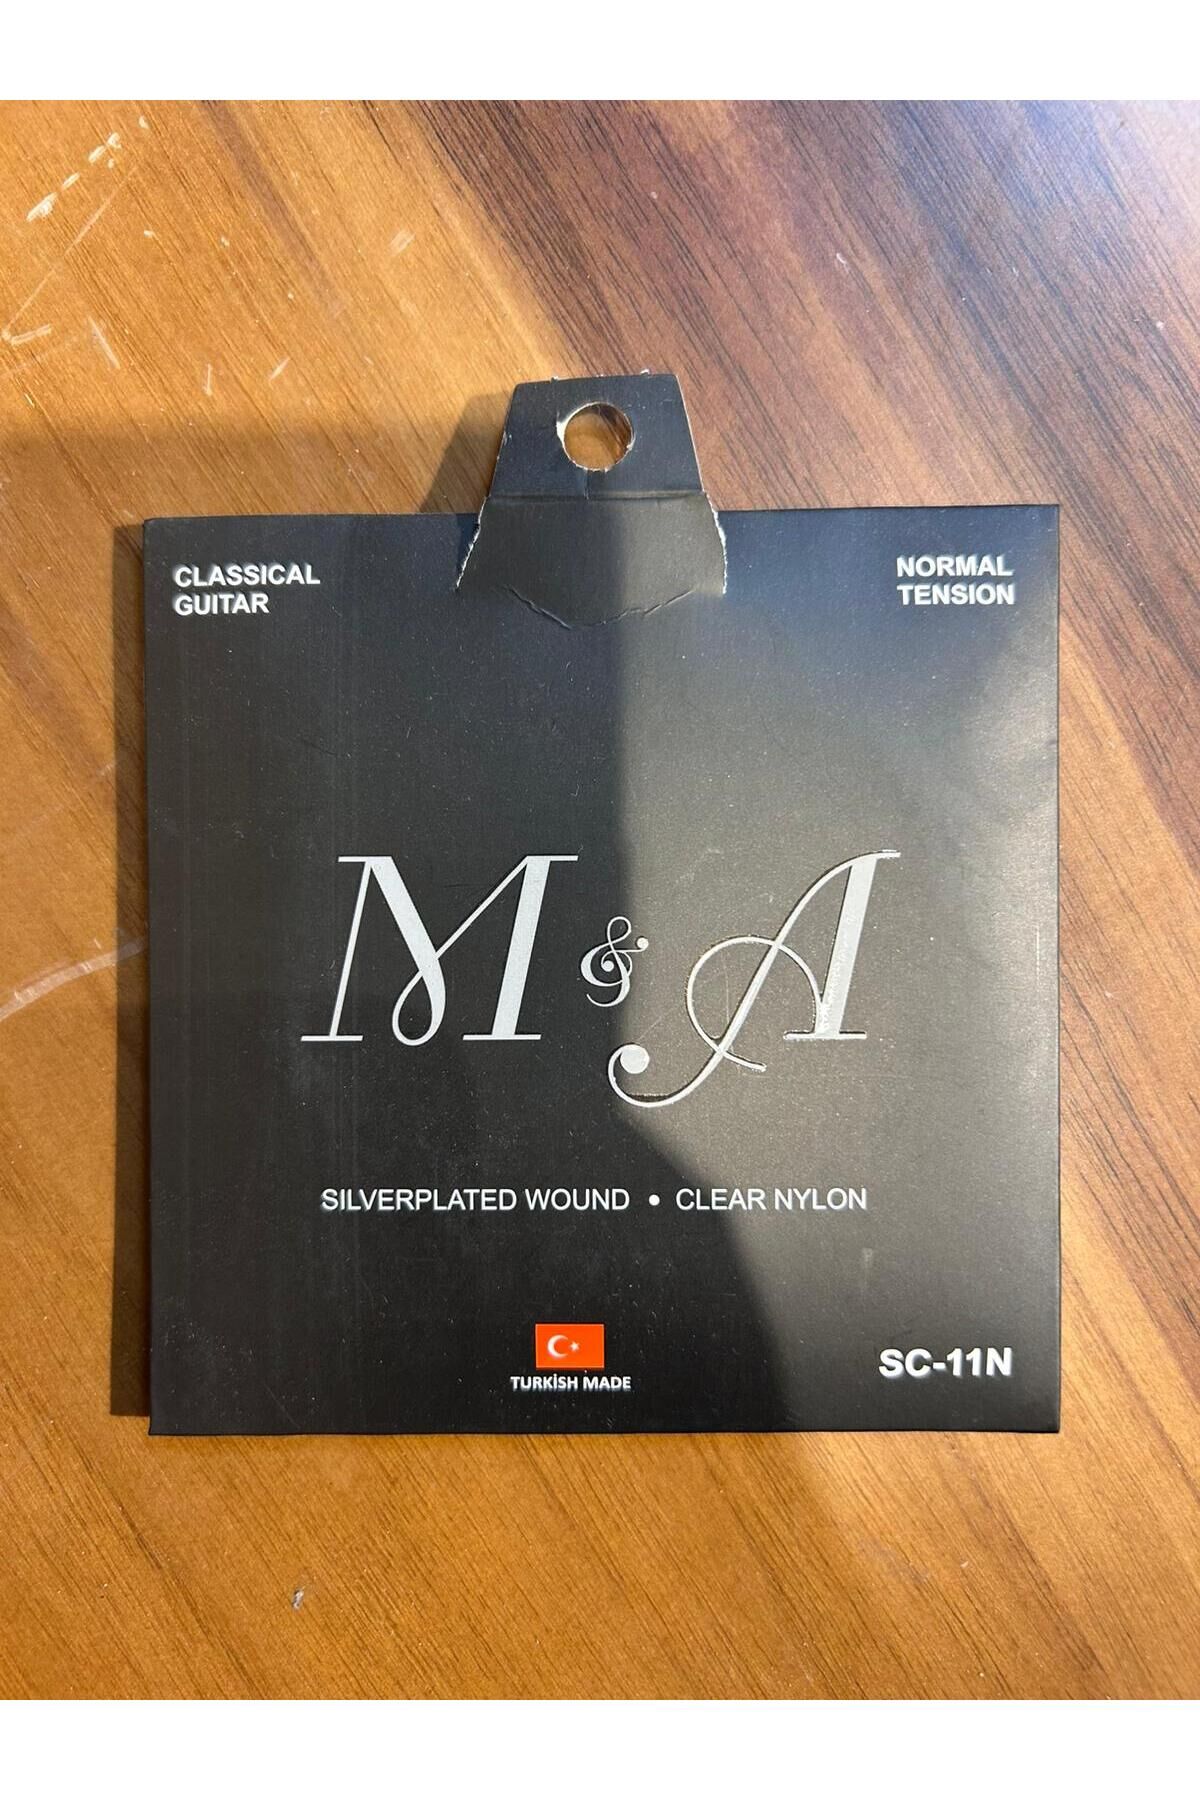 CLASSICAL
GUITAR
NORMAL
TENSION
M&A
SILVERPLATED WOUND • CLEAR NYLON
TURKİSH MADE
SC-11N